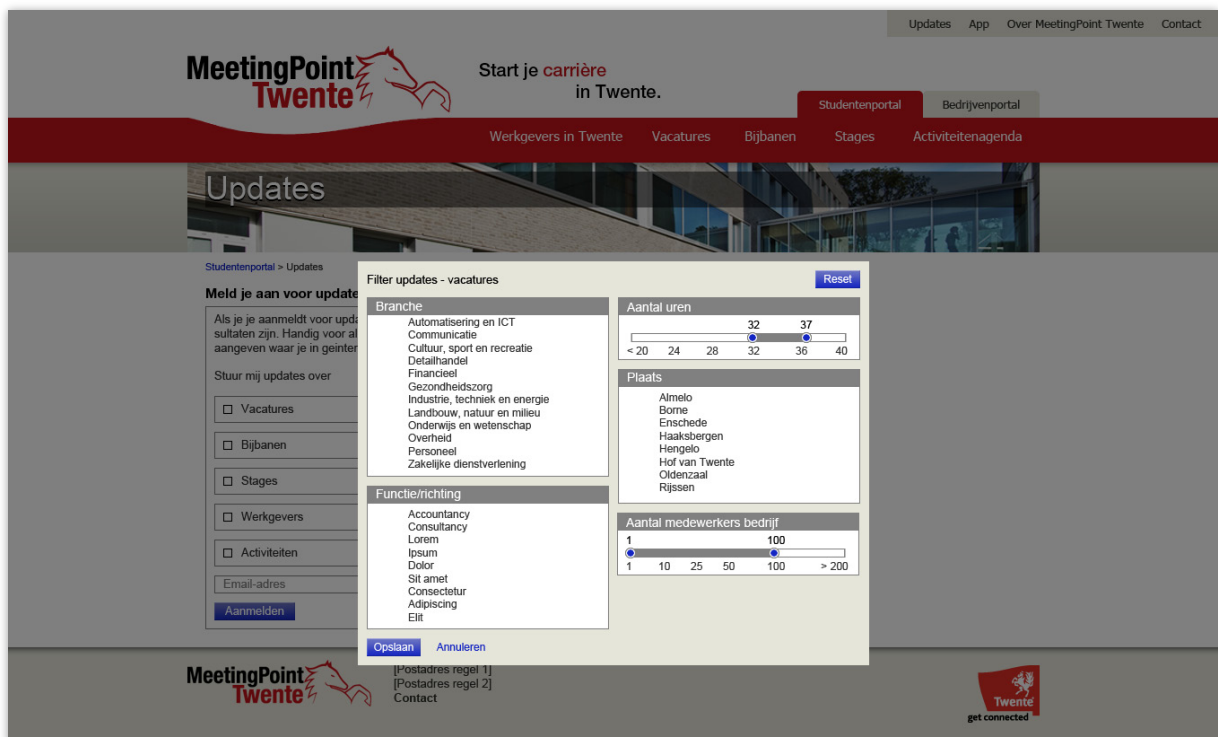 Updates App Over MeetingPoint Twente Contact
MeetingPoint
Twente
Start je carrière
in Twente.
Studentenportal Bedrijvenportal
Werkgevers in Twente Vacatures Bijbanen Stages Activiteitenagenda
Updates
Studentenportal > Updates
Meld je aan voor update
Als je je aanmeldt voor upda
sultaten zijn. Handig voor al
aangeven waar je in geinter
Stuur mij updates over
Vacatures
Bijbanen
Stages
Werkgevers
Activiteiten
Email-adres
Aanmelden
Filter updates - vacatures
Reset
Branche
Automatisering en ICT
Communicatie
Cultuur, sport en recreatie
Detailhandel
Financieel
Gezondheidszorg
Industrie, techniek en energie
Landbouw, natuur en milieu
Onderwijs en wetenschap
Overheid
Personeel
Zakelijke dienstverlening
Functie/richting
Accountancy
Consultancy
Lorem
Ipsum
Dolor
Sit amet
Consectetur
Adipiscing
Elit
Aantal uren
32 37
< 20 24 28 32 36 40
Plaats
Almelo
Borne
Enschede
Haaksbergen
Hengelo
Hof van Twente
Oldenzaal
Rijssen
Aantal medewerkers bedrijf
1 100
1 10 25 50 100 > 200
Opslaan Annuleren
MeetingPoint
Twente
[Postadres regel 1]
[Postadres regel 2]
Contact
Twente
get connected